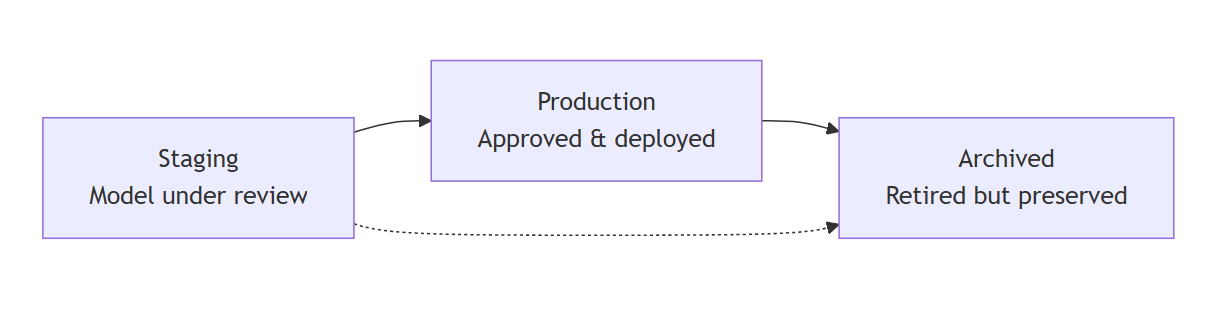 Staging
Model under review
Production
Approved & deployed
Archived
Retired but preserved